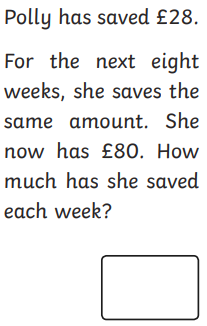 Polly has saved £28.
For the next eight
weeks, she saves the
same amount. She
now has £80. How
much has she saved
each week?